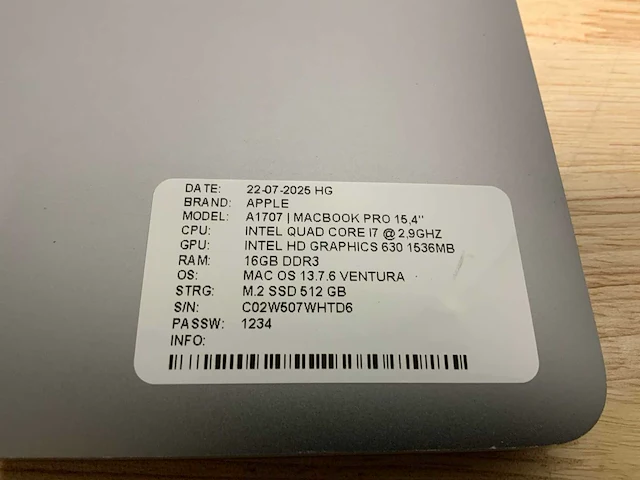 DATE: 22-07-2025 HG
BRAND: APPLE
MODEL: A1707 | MACBOOK PRO 15,4"
CPU: INTEL QUAD CORE I7 @ 2,9GHZ
GPU: INTEL HD GRAPHICS 630 1536MB
RAM: 16GB DDR3
OS: MAC OS 13.7.6 VENTURA
STRG: M.2 SSD 512 GB
S/N: C02W507WHTD6
PASSW: 1234
INFO: